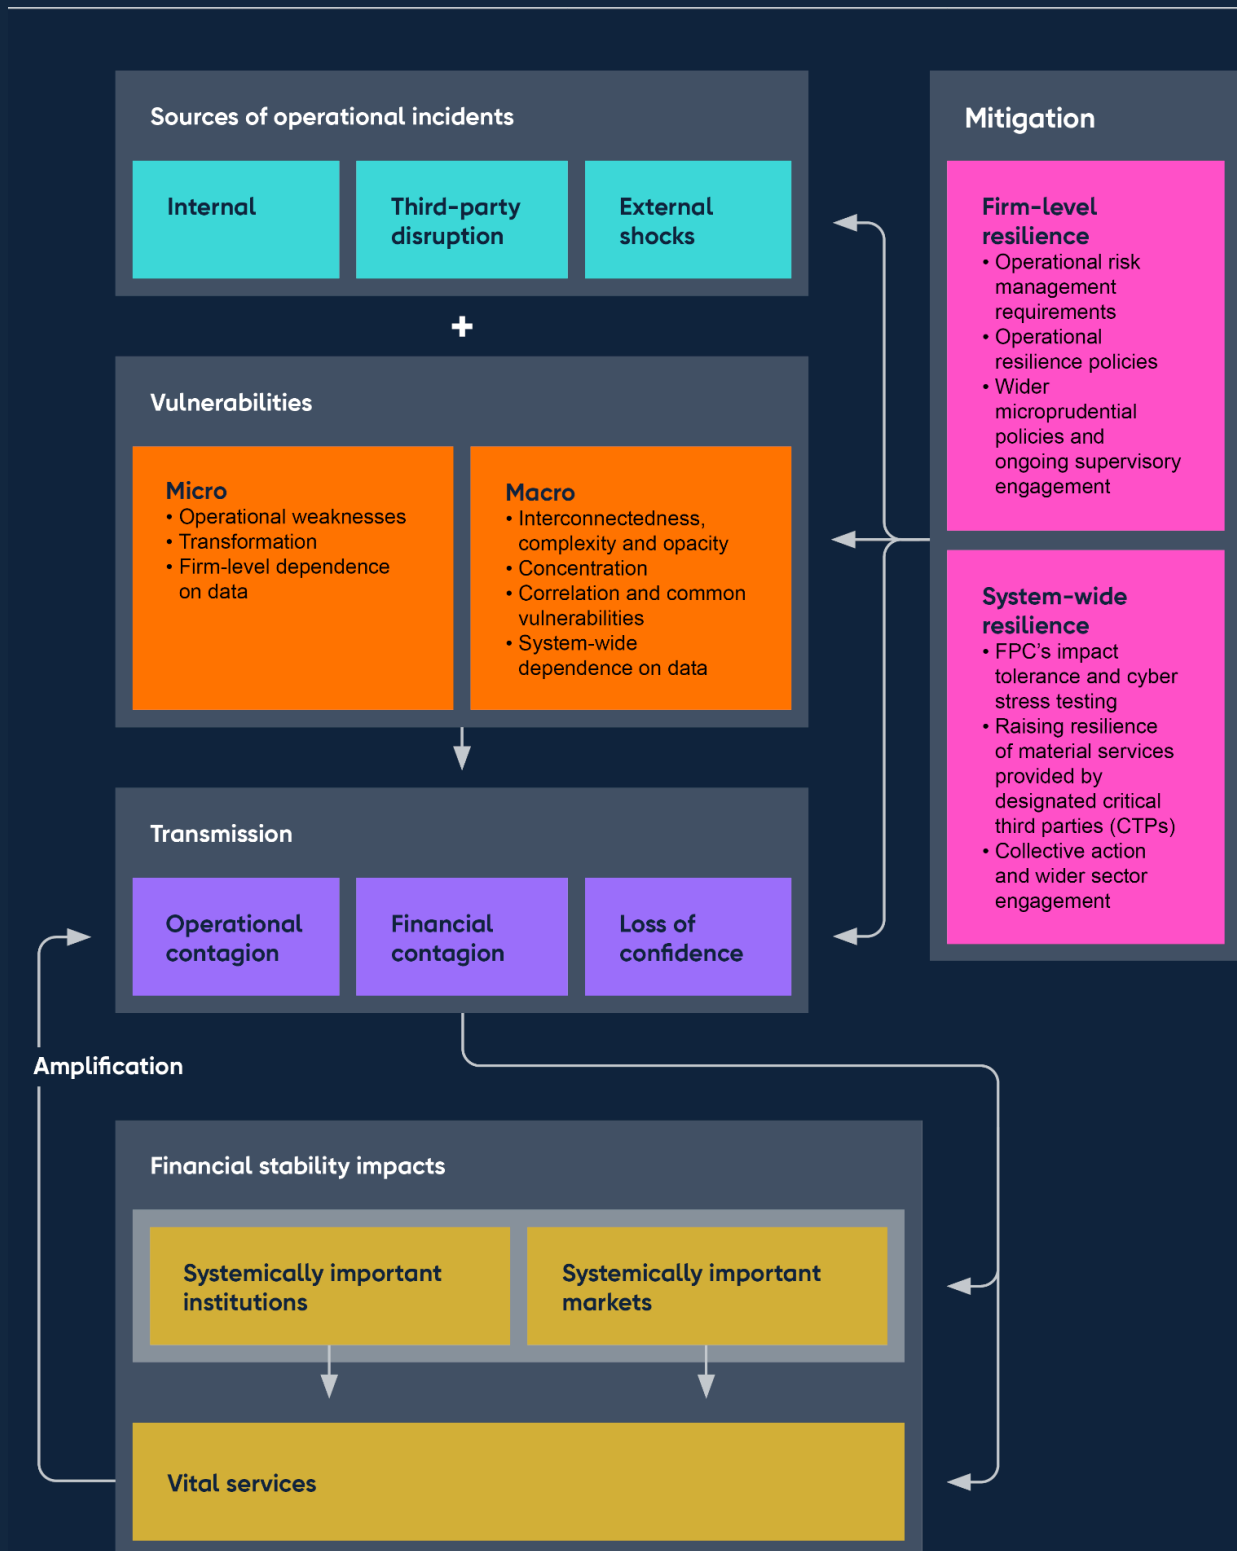 Sources of operational incidents
Internal
Third-party
disruption
External
shocks
+
Vulnerabilities
Micro
• Operational weaknesses
• Transformation
• Firm-level dependence
on data
Macro
• Interconnectedness,
complexity and opacity
• Concentration
• Correlation and common
vulnerabilities
• System-wide
dependence on data
Transmission
Operational
contagion
Financial
contagion
Loss of
confidence
Amplification
Financial stability impacts
Systemically important
institutions
Systemically important
markets
Vital services
Mitigation
Firm-level
resilience
• Operational risk
management
requirements
• Operational
resilience policies
• Wider
microprudential
policies and
ongoing supervisory
engagement
System-wide
resilience
• FPC’s impact
tolerance and cyber
stress testing
• Raising resilience
of material services
provided by
designated critical
third parties (CTPs)
• Collective action
and wider sector
engagement